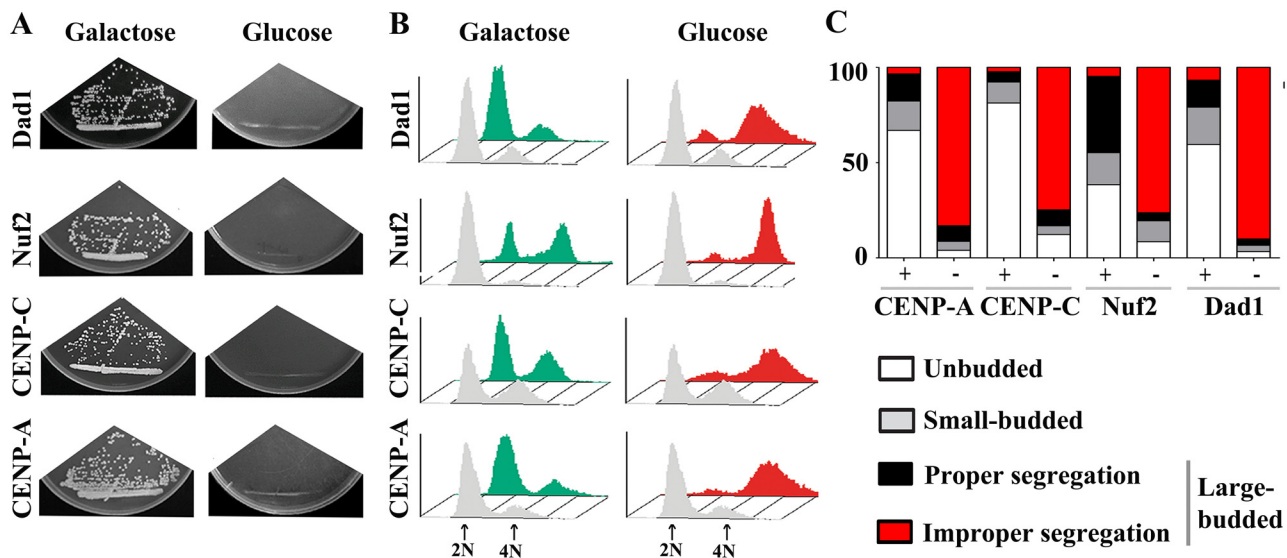 A
Galactose Glucose
Dad1
Nuf2
CENP-C
CENP-A
B
Galactose Glucose
Dad1
Nuf2
CENP-C
CENP-A
2N 4N 2N 4N
C
100
50
0
+ - + - + - + -
CENP-A CENP-C Nuf2 Dad1
Unbudded
Small-budded
Proper segregation
Improper segregation
Large-
budded